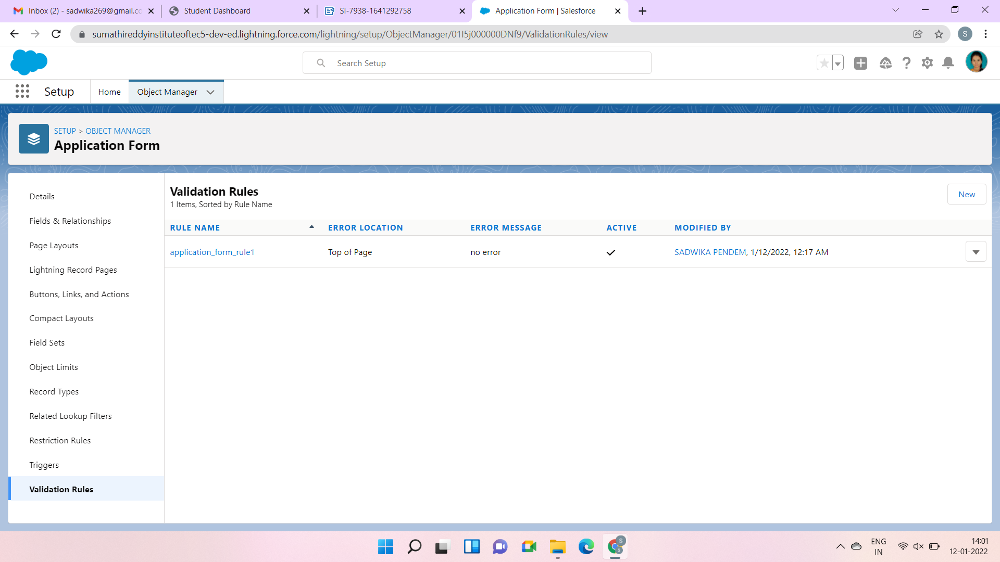 Inbox (2) - sadwika269@gmail.co
Student Dashboard
SI-7938-1641292758
Application Form | Salesforce
sumathireddyinstituteoftec5-dev-ed.lightning.force.com/lightning/setup/ObjectManager/01I5j000000DNf9/ValidationRules/view
S
Search Setup
Setup
Home
Object Manager
SETUP > OBJECT MANAGER
Application Form
Details
Fields & Relationships
Page Layouts
Lightning Record Pages
Buttons, Links, and Actions
Compact Layouts
Field Sets
Object Limits
Record Types
Related Lookup Filters
Restriction Rules
Triggers
Validation Rules
Validation Rules
1 Items, Sorted by Rule Name
New
RULE NAME ERROR LOCATION ERROR MESSAGE ACTIVE MODIFIED BY
application_form_rule1 Top of Page no error SADWIKA PENDEM, 1/12/2022, 12:17 AM
S
S
ENG
IN
14:01
12-01-2022